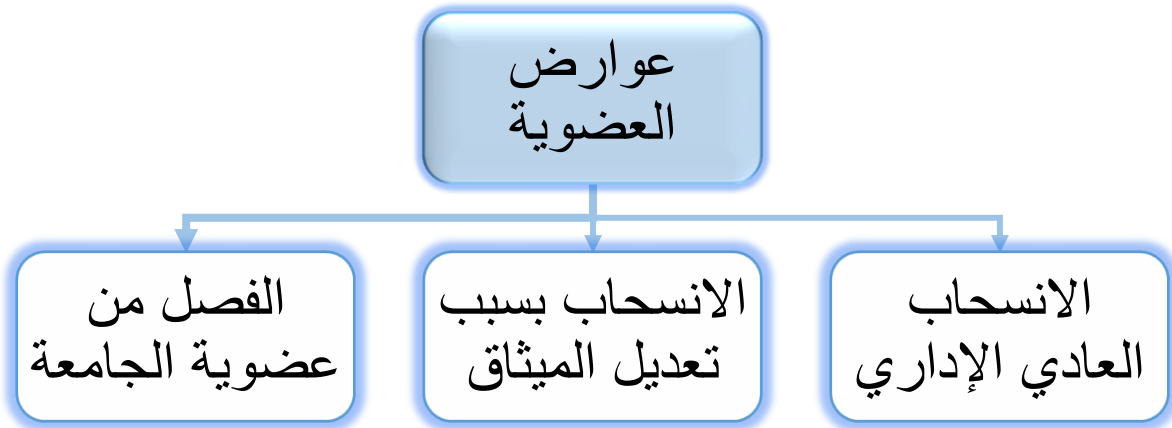 عوارض
العضوية
الانسحاب
العادي الإداري
الانسحاب بسبب
تعديل الميثاق
الفصل من
عضوية الجامعة